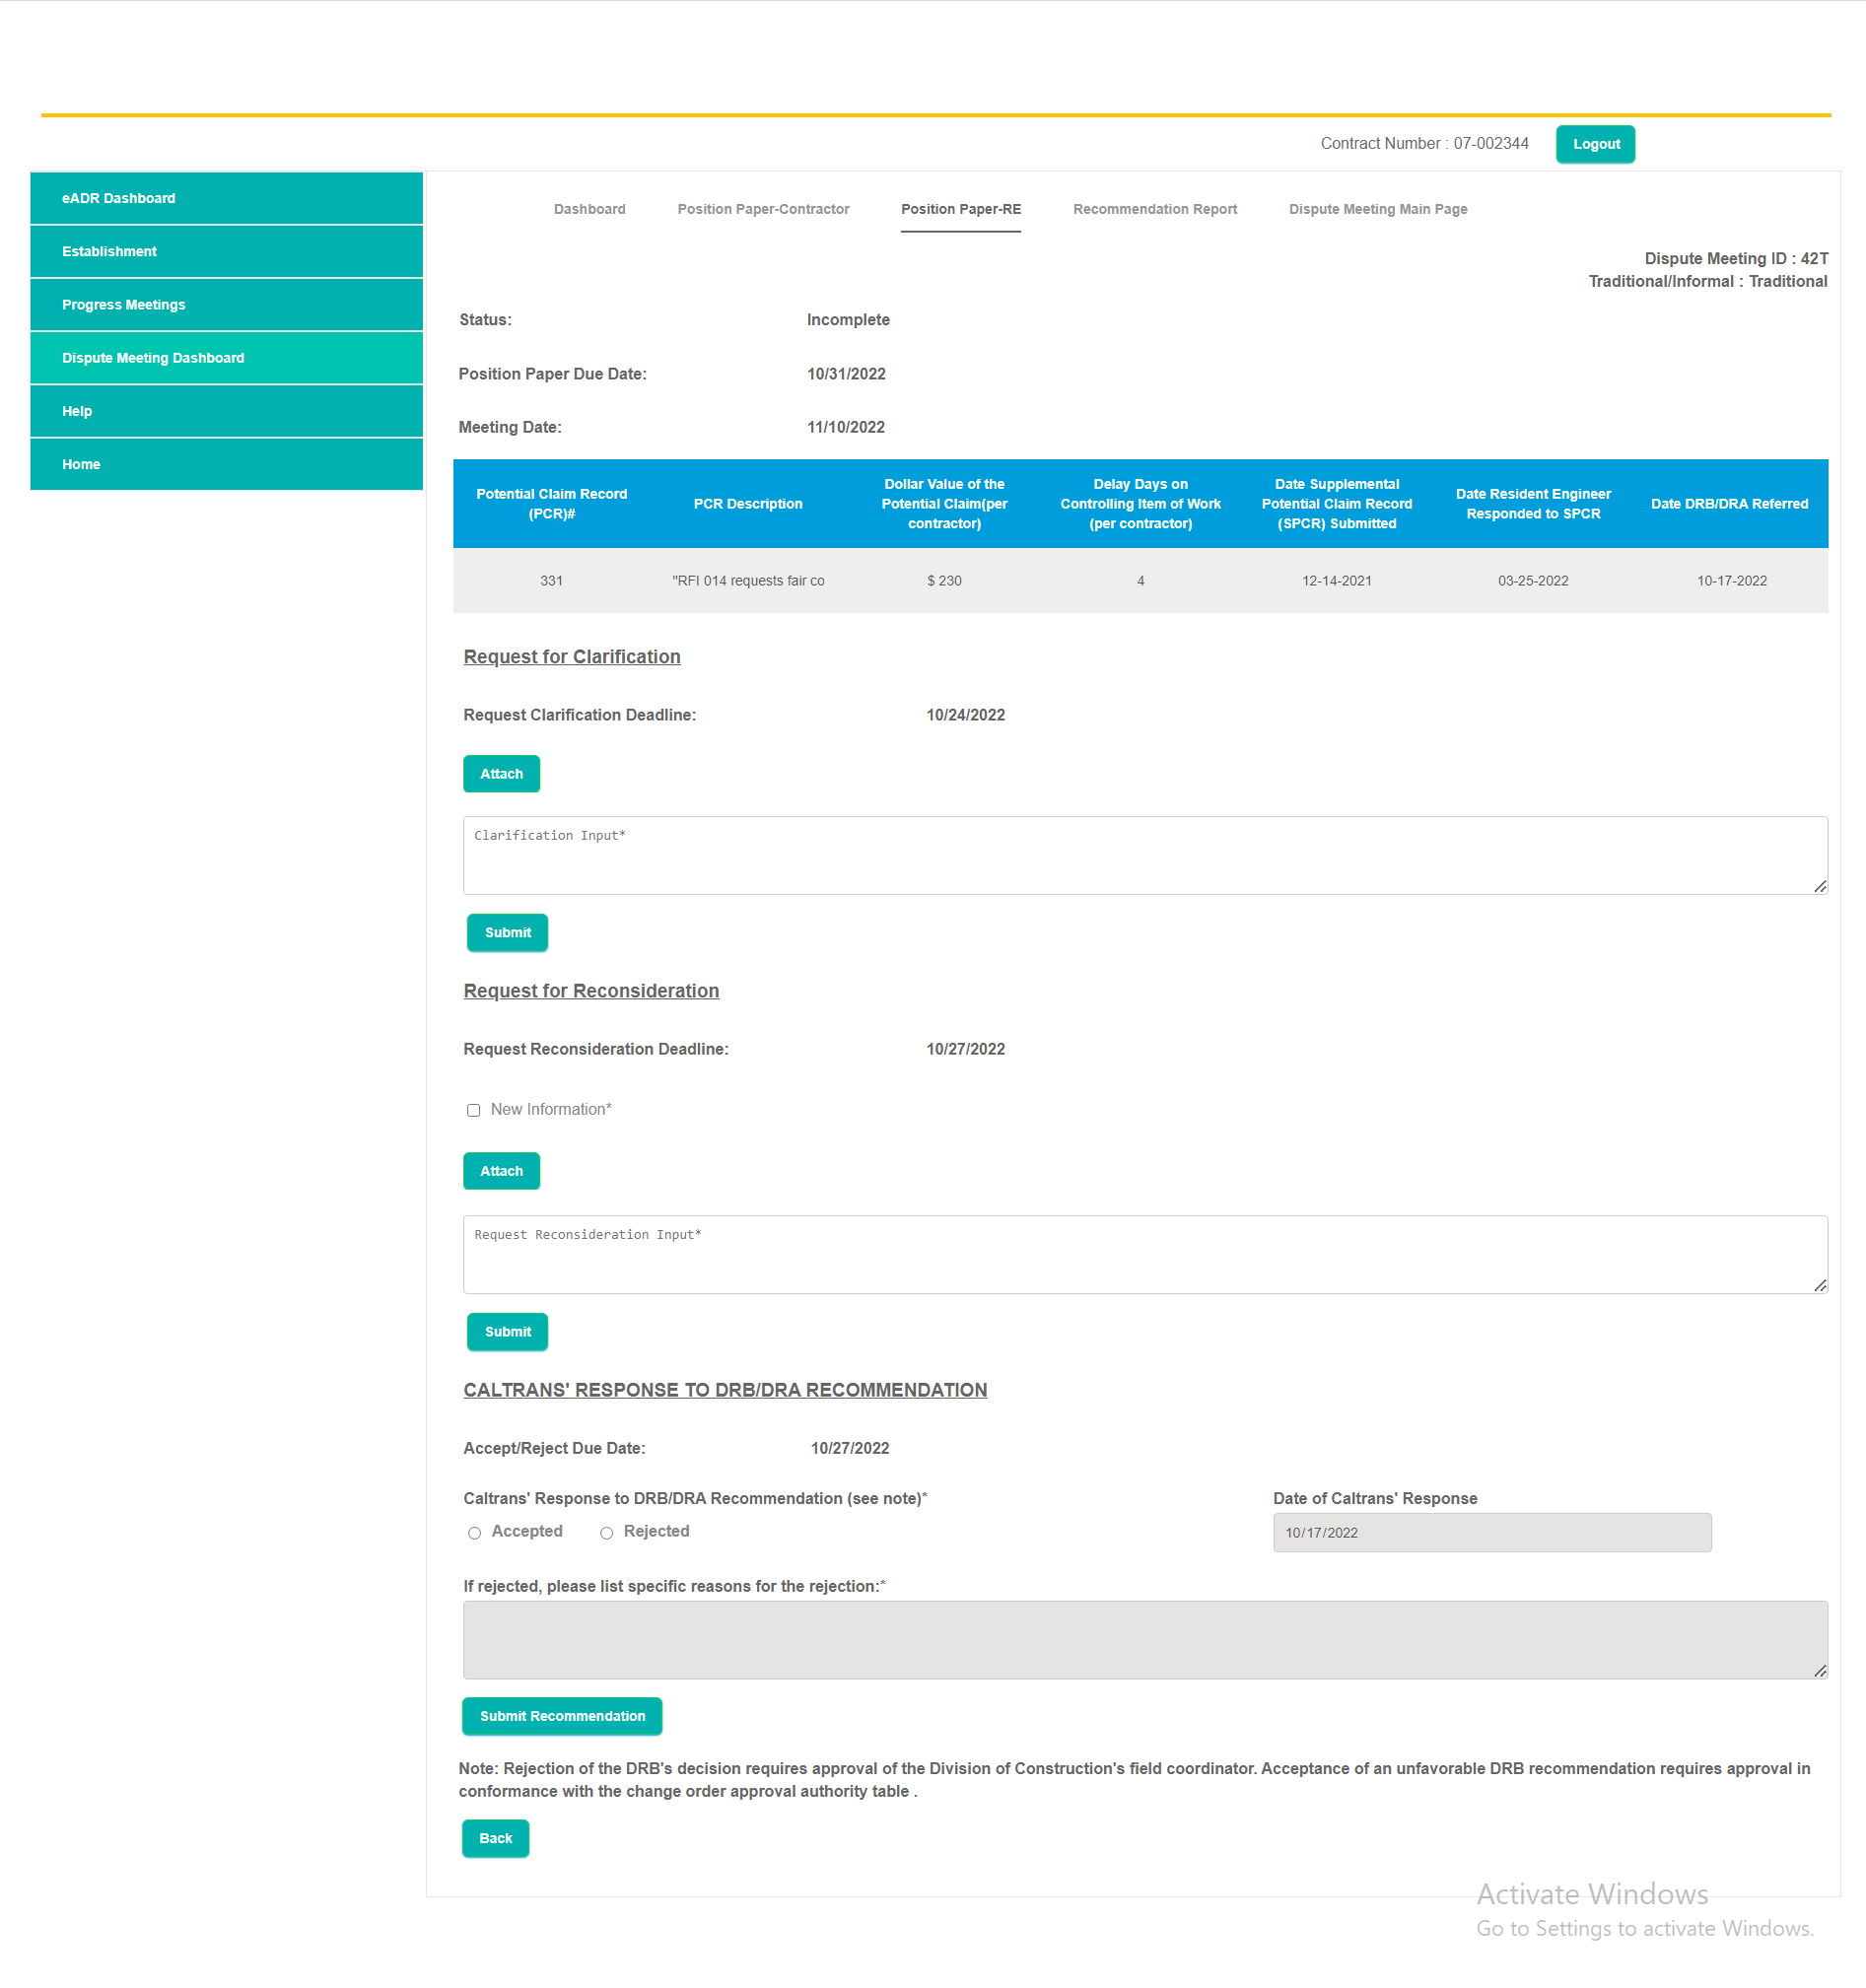 Contract Number : 07-002344
Logout
eADR Dashboard
Establishment
Progress Meetings
Dispute Meeting Dashboard
Help
Home
Dashboard
Position Paper-Contractor
Position Paper-RE
Recommendation Report
Dispute Meeting Main Page
Dispute Meeting ID : 42T
Traditional/Informal : Traditional
Status: Incomplete
Position Paper Due Date: 10/31/2022
Meeting Date: 11/10/2022
Potential Claim Record
(PCR)#
PCR Description
Dollar Value of the
Potential Claim(per
contractor)
Delay Days on
Controlling Item of Work
(per contractor)
Date Supplemental
Potential Claim Record
(SPCR) Submitted
Date Resident Engineer
Responded to SPCR
Date DRB/DRA Referred
331 "RFI 014 requests fair co $ 230 4 12-14-2021 03-25-2022 10-17-2022
Request for Clarification
Request Clarification Deadline: 10/24/2022
Attach
Clarification Input*
Submit
Request for Reconsideration
Request Reconsideration Deadline: 10/27/2022
New Information*
Attach
Request Reconsideration Input*
Submit
CALTRANS' RESPONSE TO DRB/DRA RECOMMENDATION
Accept/Reject Due Date: 10/27/2022
Caltrans' Response to DRB/DRA Recommendation (see note)*
Accepted Rejected
Date of Caltrans' Response
10/17/2022
If rejected, please list specific reasons for the rejection:*
Submit Recommendation
Note: Rejection of the DRB's decision requires approval of the Division of Construction's field coordinator. Acceptance of an unfavorable DRB recommendation requires approval in
conformance with the change order approval authority table .
Back
Activate Windows
Go to Settings to activate Windows.